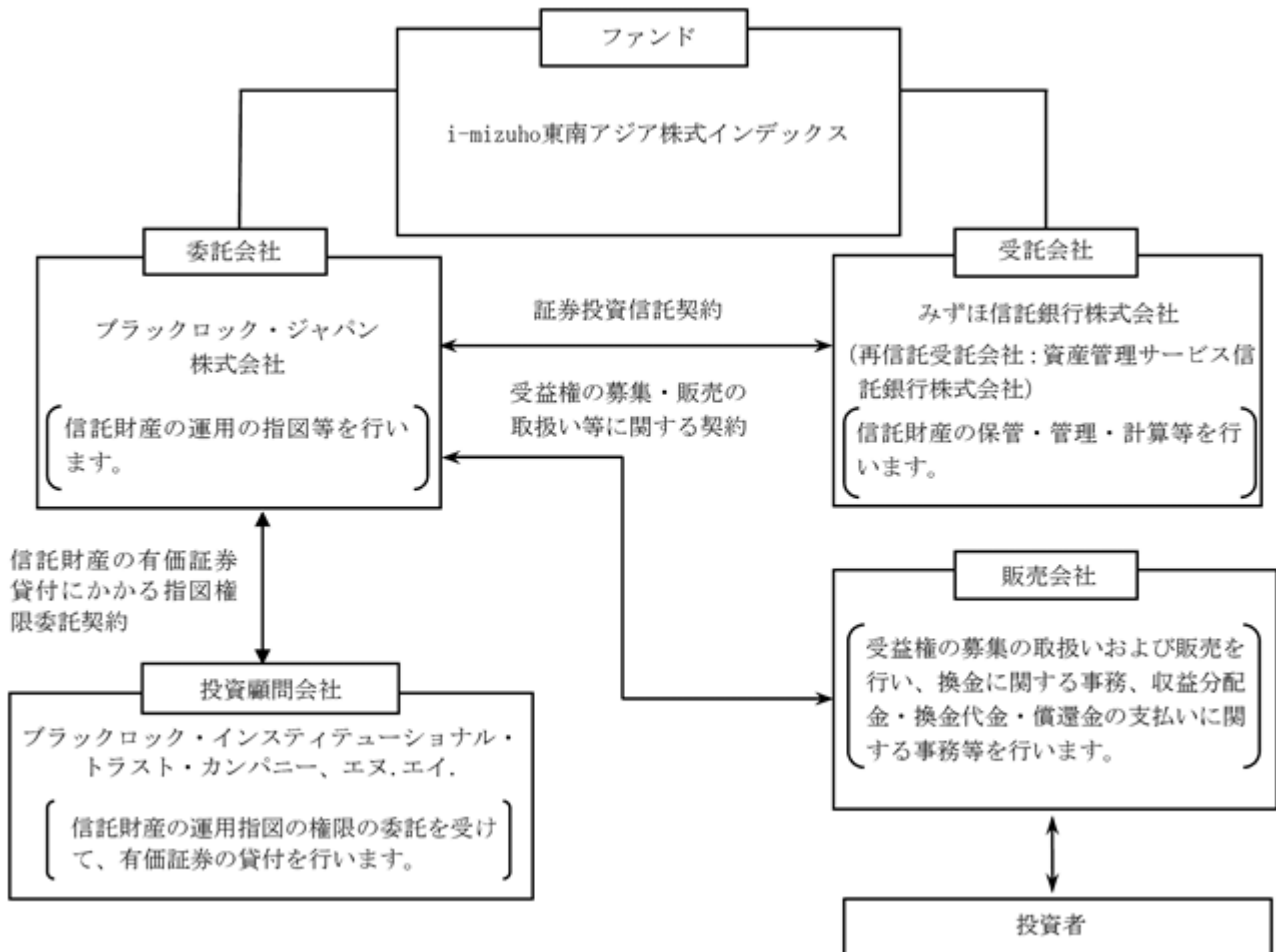 ファンド
i-mizuho東南アジア株式インデックス
委託会社
ブラックロック・ジャパン
株式会社
信託財産の運用の指図等を行い
ます。
証券投資信託契約
受益権の募集・販売の
取扱い等に関する契約
受託会社
みずほ信託銀行株式会社
(再信託受託会社:資産管理サービス信
託銀行株式会社)
信託財産の保管・管理・計算等を行
います。
信託財産の有価証券
貸付にかかる指図権
限委託契約
投資顧問会社
ブラックロック・インスティテューショナル・
トラスト・カンパニー、エヌ.エイ.
信託財産の運用指図の権限の委託を受け
て、有価証券の貸付を行います。
販売会社
受益権の募集の取扱いおよび販売を
行い、換金に関する事務、収益分配
金・換金代金・償還金の支払いに関
する事務等を行います。
投資者